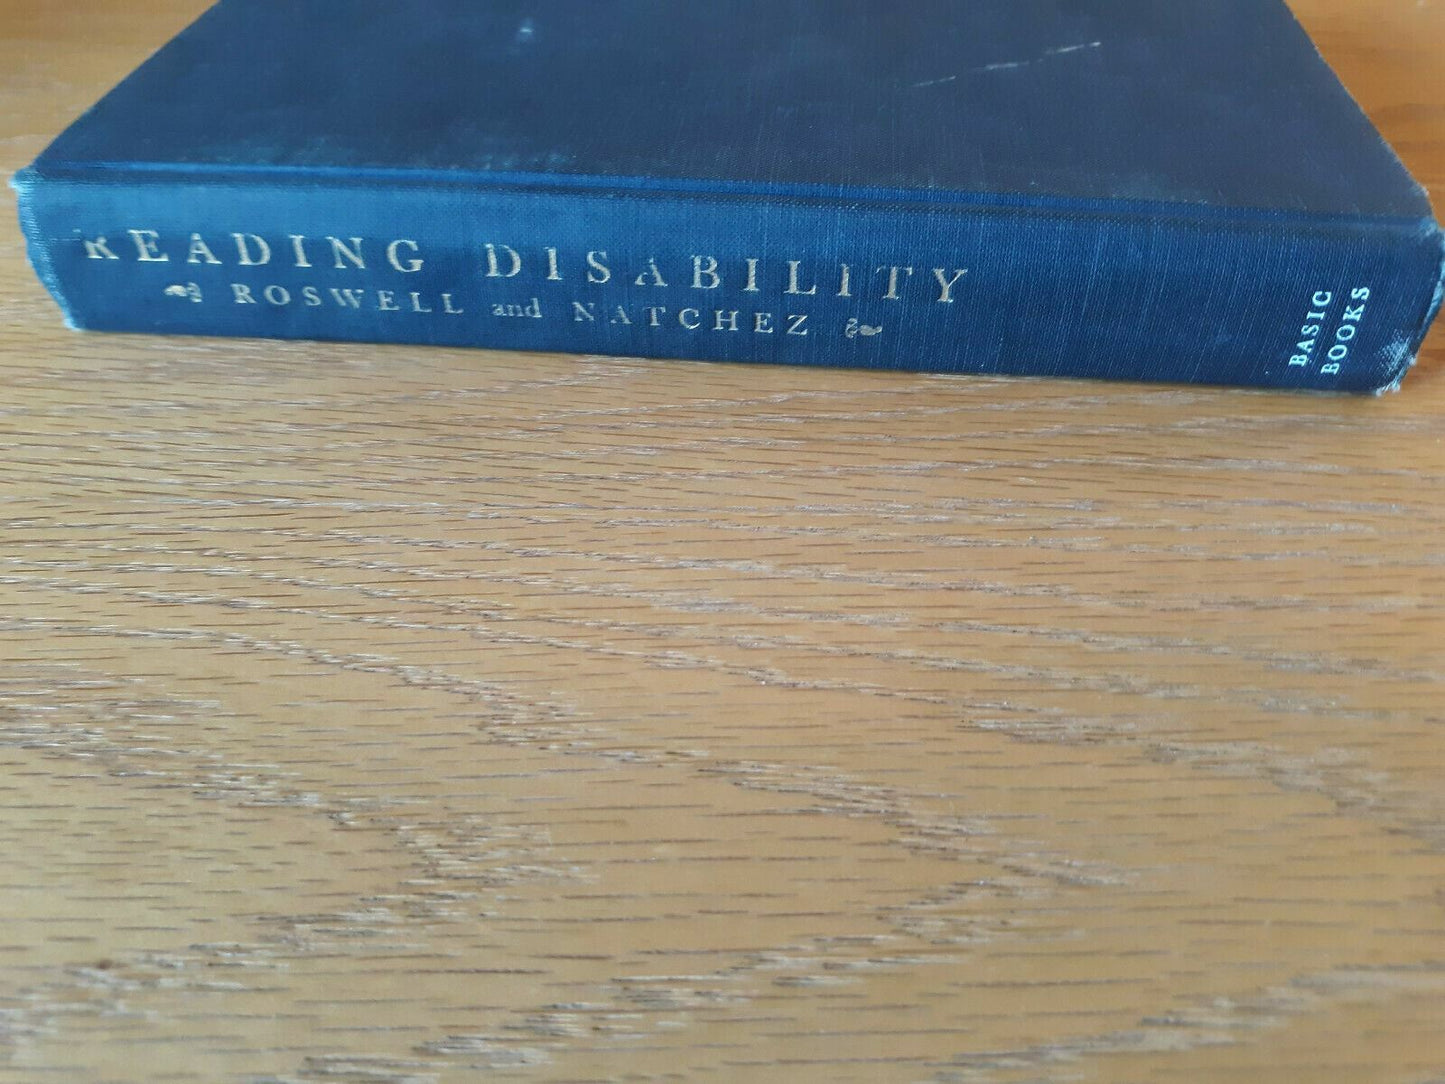 READING DISABILITY
ROSWELL and NATCHEZ
BASIC
BOOKS